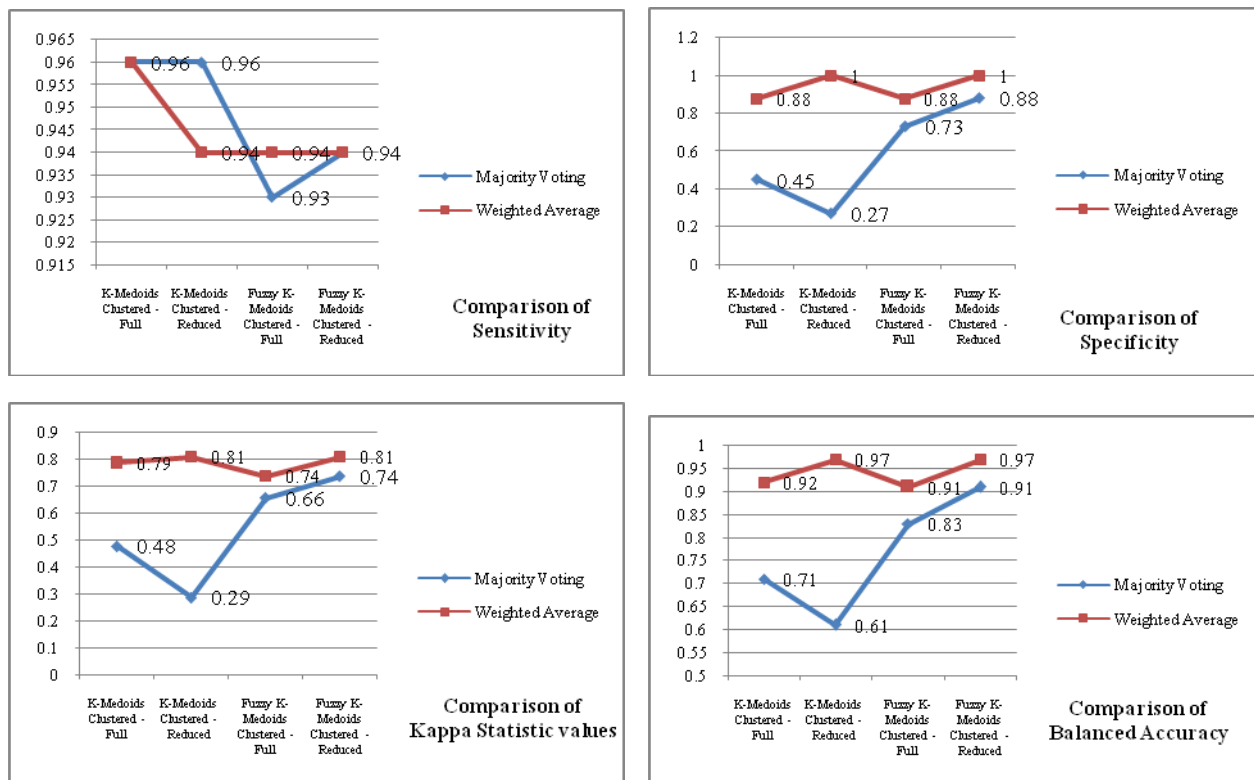 0.965
0.96
0.955
0.95
0.945
0.94
0.935
0.93
0.925
0.92
0.915
0.96
0.96
0.94
0.94
0.94
0.93
K-Medoids
Clustered -
Full
K-Medoids
Clustered -
Reduced
Fuzzy K-
Medoids
Clustered -
Full
Fuzzy K-
Medoids
Clustered -
Reduced
Majority Voting
Weighted Average
Comparison of
Sensitivity
1.2
1
0.8
0.6
0.4
0.2
0
0.88
1
0.88
1
0.45
0.27
0.73
0.88
K-Medoids
Clustered -
Full
K-Medoids
Clustered -
Reduced
Fuzzy K-
Medoids
Clustered -
Full
Fuzzy K-
Medoids
Clustered -
Reduced
Majority Voting
Weighted Average
Comparison of
Specificity
0.9
0.8
0.7
0.6
0.5
0.4
0.3
0.2
0.1
0
0.79
0.81
0.74
0.81
0.48
0.29
0.66
0.74
K-Medoids
Clustered -
Full
K-Medoids
Clustered -
Reduced
Fuzzy K-
Medoids
Clustered -
Full
Fuzzy K-
Medoids
Clustered -
Reduced
Majority Voting
Weighted Average
Comparison of
Kappa Statistic values
1
0.95
0.9
0.85
0.8
0.75
0.7
0.65
0.6
0.55
0.5
0.92
0.97
0.91
0.97
0.71
0.61
0.83
0.91
K-Medoids
Clustered -
Full
K-Medoids
Clustered -
Reduced
Fuzzy K-
Medoids
Clustered -
Full
Fuzzy K-
Medoids
Clustered -
Reduced
Majority Voting
Weighted Average
Comparison of
Balanced Accuracy